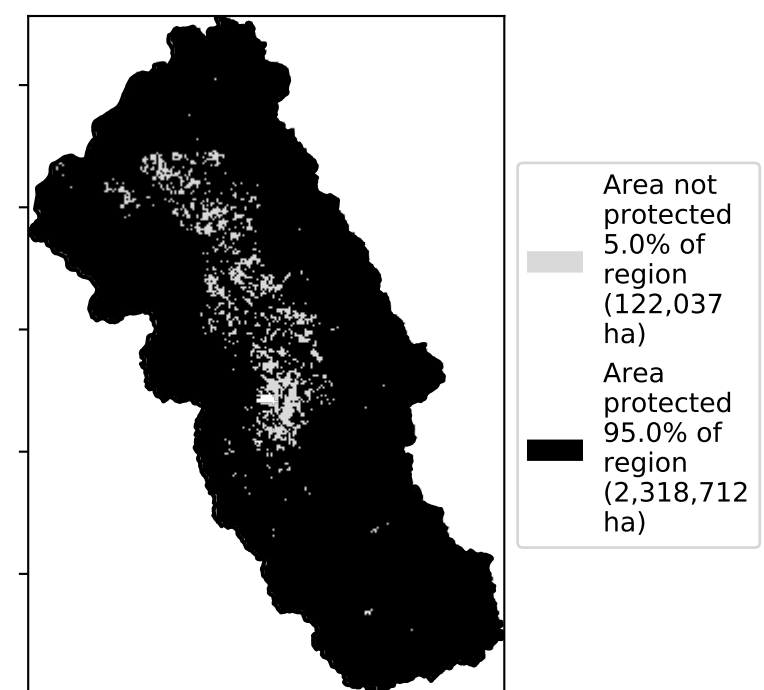 Area not
protected
5.0% of
region
(122,037
ha)
Area
protected
95.0% of
region
(2,318,712
ha)